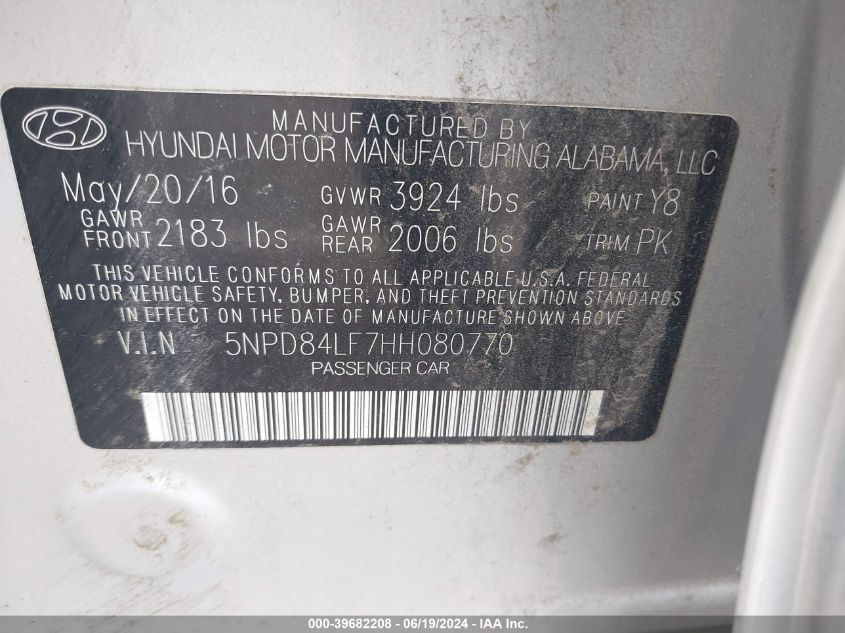 MANUFACTURED BY
HYUNDAI MOTOR MANUFACTURING ALABAMA, LLC
May/20/16 GVWR 3924 lbs PAINT Y8
GAWR FRONT 2183 lbs GAWR REAR 2006 lbs TRIM PK
THIS VEHICLE CONFORMS TO ALL APPLICABLE U.S.A. FEDERAL
MOTOR VEHICLE SAFETY, BUMPER, AND THEFT PREVENTION STANDARDS
IN EFFECT ON THE DATE OF MANUFACTURE SHOWN ABOVE.
V.I.N 5NPD84LF7HH080770
PASSENGER CAR
000-39682208 - 06/19/2024 - IAA Inc.